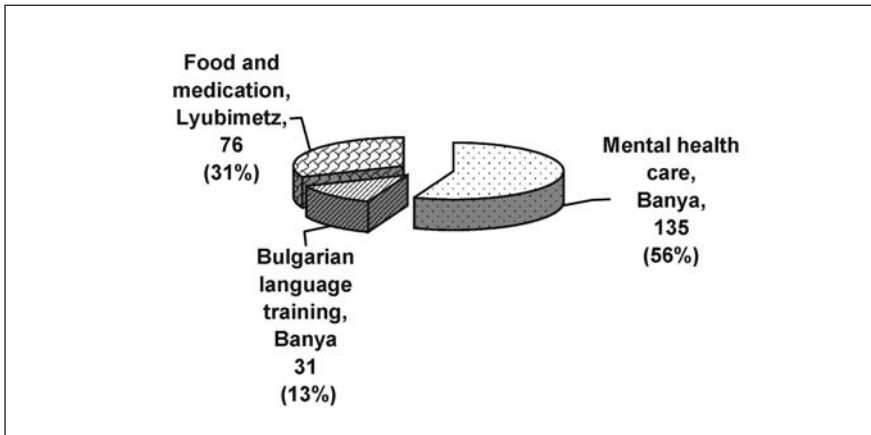 Food and
medication,
Lyubimetz,
76
(31%)
Mental health
care,
Banya,
135
(56%)
Bulgarian
language
training,
Banya
31
(13%)